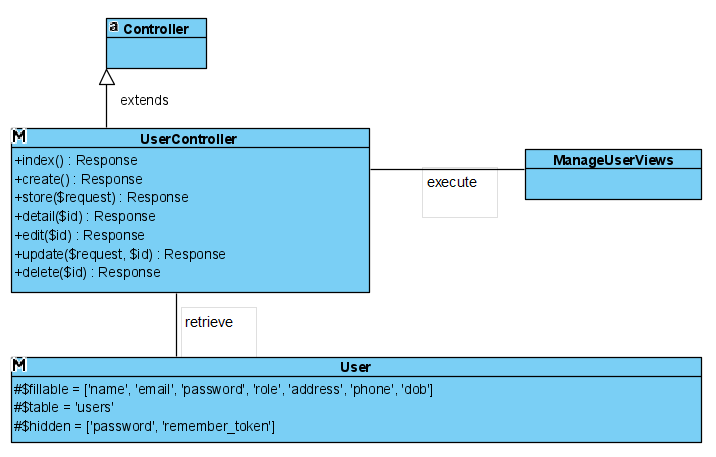 a Controller
extends
M
UserController
+index() : Response
+create() : Response
+store($request) : Response
+detail($id) : Response
+edit($id) : Response
+update($request, $id) : Response
+delete($id) : Response
execute
ManageUserViews
retrieve
M
User
#$fillable = ['name', 'email', 'password', 'role', 'address', 'phone', 'dob']
#$table = 'users'
#$hidden = ['password', 'remember_token']